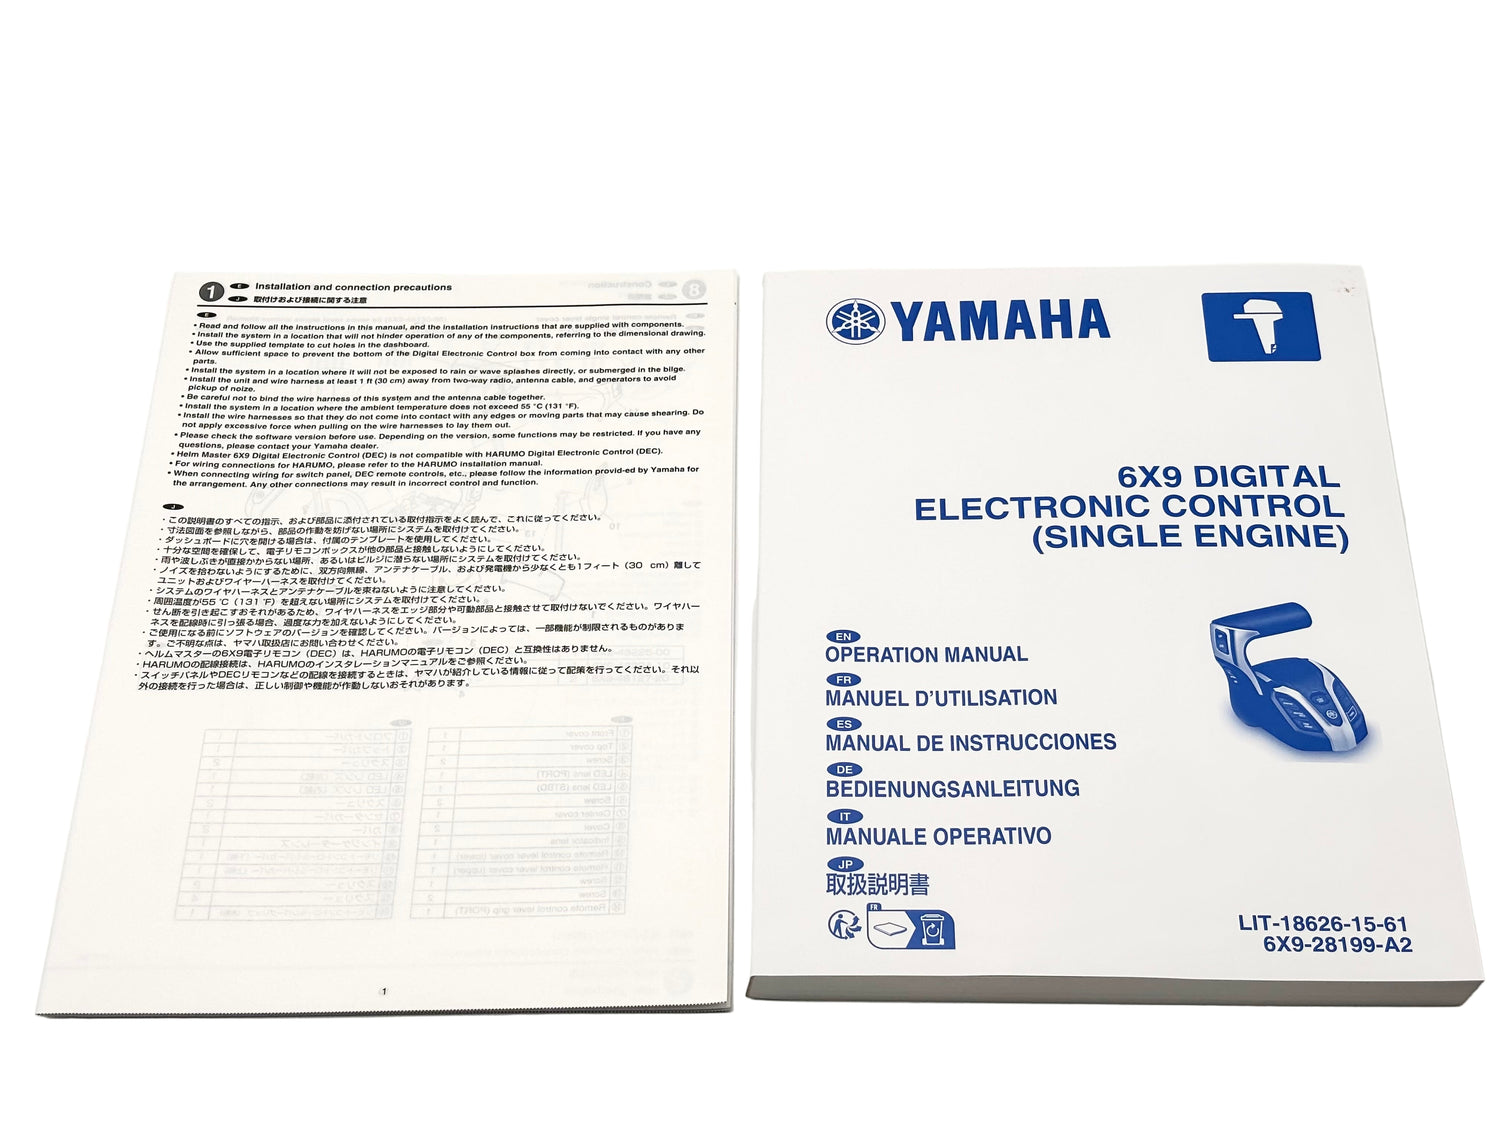 1 E Installation and connection precautions
J 取付けおよび接続に関する注意
E
• Read and follow all the instructions in this manual, and the installation instructions that are supplied with components.
• Install the system in a location that will not hinder operation of any of the components, referring to the dimensional drawing.
• Use the supplied template to cut holes in the dashboard.
• Allow sufficient space to prevent the bottom of the Digital Electronic Control box from coming into contact with any other
parts.
• Install the system in a location where it will not be exposed to rain or wave splashes directly, or submerged in the bilge.
• Install the unit and wire harness at least 1 ft (30 cm) away from two-way radio, antenna cable, and generators to avoid
pickup of noize.
• Be careful not to bind the wire harness of this system and the antenna cable together.
• Install the system in a location where the ambient temperature does not exceed 55 °C (131 °F).
• Install the wire harnesses so that they do not come into contact with any edges or moving parts that may cause shearing. Do
not apply excessive force when pulling on the wire harnesses to lay them out.
• Please check the software version before use. Depending on the version, some functions may be restricted. If you have any
questions, please contact your Yamaha dealer.
• Helm Master 6X9 Digital Electronic Control (DEC) is not compatible with HARUMO Digital Electronic Control (DEC).
• For wiring connections for HARUMO, please refer to the HARUMO installation manual.
• When connecting wiring for switch panel, DEC remote controls, etc., please follow the information provid-ed by Yamaha for
the arrangement. Any other connections may result in incorrect control and function.
J
・この説明書のすべての指示、および部品に添付されている取付指示をよく読んで、これに従ってください。
・寸法図面を参照しながら、部品の作動を妨げない場所にシステムを取付けてください。
・ダッシュボードに穴を開ける場合は、付属のテンプレートを使用してください。
・十分な空間を確保して、電子リモコンボックスが他の部品と接触しないようにしてください。
・雨や波しぶきが直接かからない場所、あるいはビルジに潜らない場所にシステムを取付けてください。
・ノイズを拾わないようにするために、双方向無線、アンテナケーブル、および発電機から少なくとも1フィート（30 cm）離して
ユニットおよびワイヤーハーネスを取付けてください。
・システムのワイヤハーネスとアンテナケーブルを束ねないように注意してください。
・周囲温度が55 °C（131 °F）を超えない場所にシステムを取付けてください。
・せん断を引き起こすおそれがあるため、ワイヤハーネスをエッジ部分や可動部品と接触させて取付けないでください。ワイヤハー
ネスを配線時に引っ張る場合、過度な力を加えないようにしてください。
・ご使用になる前にソフトウェアのバージョンを確認してください。バージョンによっては、一部機能が制限されるものがありま
す。ご不明な点は、ヤマハ取扱店にお問い合わせください。
・ヘルムマスターの6X9電子リモコン（DEC）は、HARUMOの電子リモコン（DEC）と互換性はありません。
・HARUMOの配線接続は、HARUMOのインスタレーションマニュアルをご参照ください。
・スイッチパネルやDECリモコンなどの配線を接続するときは、ヤマハが紹介している情報に従って配策を行ってください。それ以
外の接続を行った場合は、正しい制御や機能が作動しないおそれがあります。
1
YAMAHA
6X9 DIGITAL
ELECTRONIC CONTROL
(SINGLE ENGINE)
EN
OPERATION MANUAL
FR
MANUEL D'UTILISATION
ES
MANUAL DE INSTRUCCIONES
DE
BEDIENUNGSANLEITUNG
IT
MANUALE OPERATIVO
JP
取扱説明書
FR
LIT-18626-15-61
6X9-28199-A2